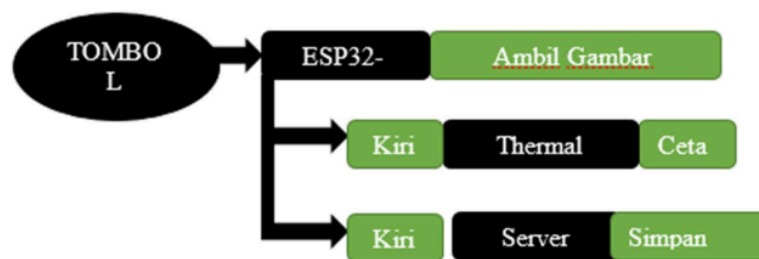 TOMBO
L
ESP32-
Ambil Gambar
Kiri
Thermal
Ceta
Kiri
Server
Simpan